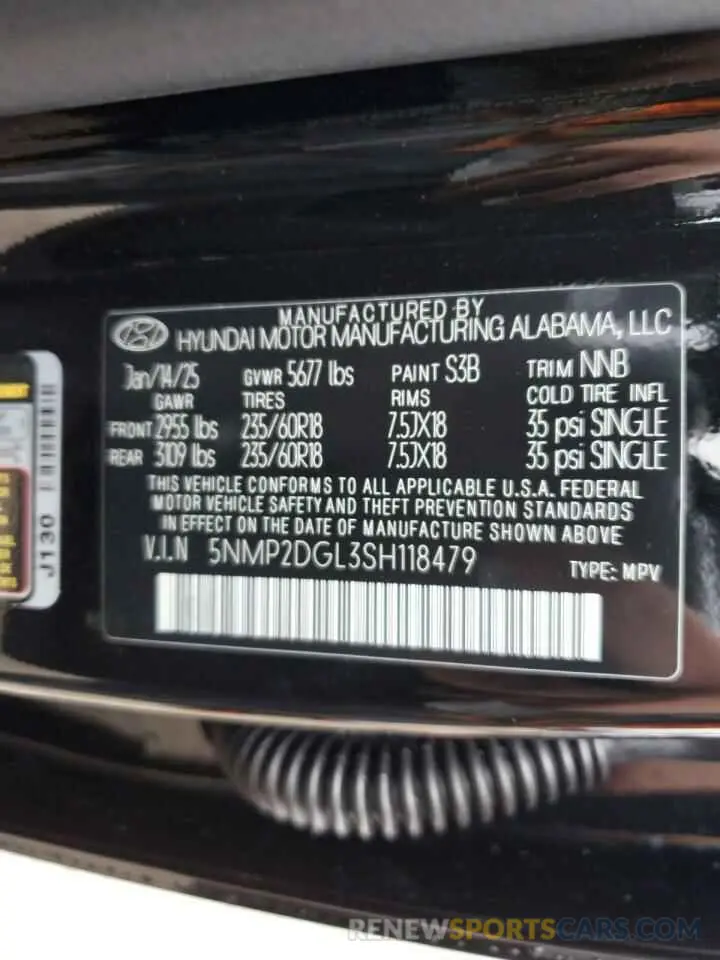 MANUFACTURED BY
HYUNDAI MOTOR MANUFACTURING ALABAMA, LLC
Jan/14/25 GVWR 5677 lbs PAINT S3B TRIM NNB
GAWR TIRES RIMS COLD TIRE INFL
FRONT 2955 lbs 235/60R18 7.5JX18 35 psi SINGLE
REAR 3109 lbs 235/60R18 7.5JX18 35 psi SINGLE
THIS VEHICLE CONFORMS TO ALL APPLICABLE U.S.A. FEDERAL
MOTOR VEHICLE SAFETY AND THEFT PREVENTION STANDARDS
IN EFFECT ON THE DATE OF MANUFACTURE SHOWN ABOVE
V.I.N 5NMP2DGL3SH118479 TYPE: MPV
J130
RENEWSPORTSCARS.COM